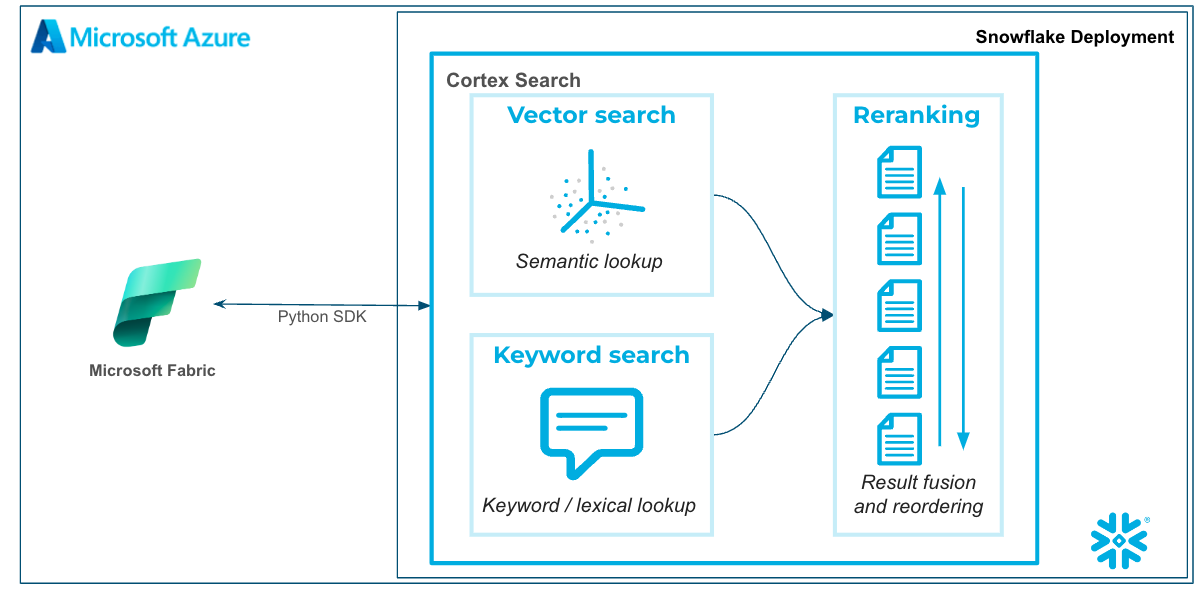 Microsoft Azure
Snowflake Deployment
Cortex Search
Vector search
Semantic lookup
Reranking
Python SDK
Microsoft Fabric
Keyword search
Keyword / lexical lookup
Result fusion
and reordering
®